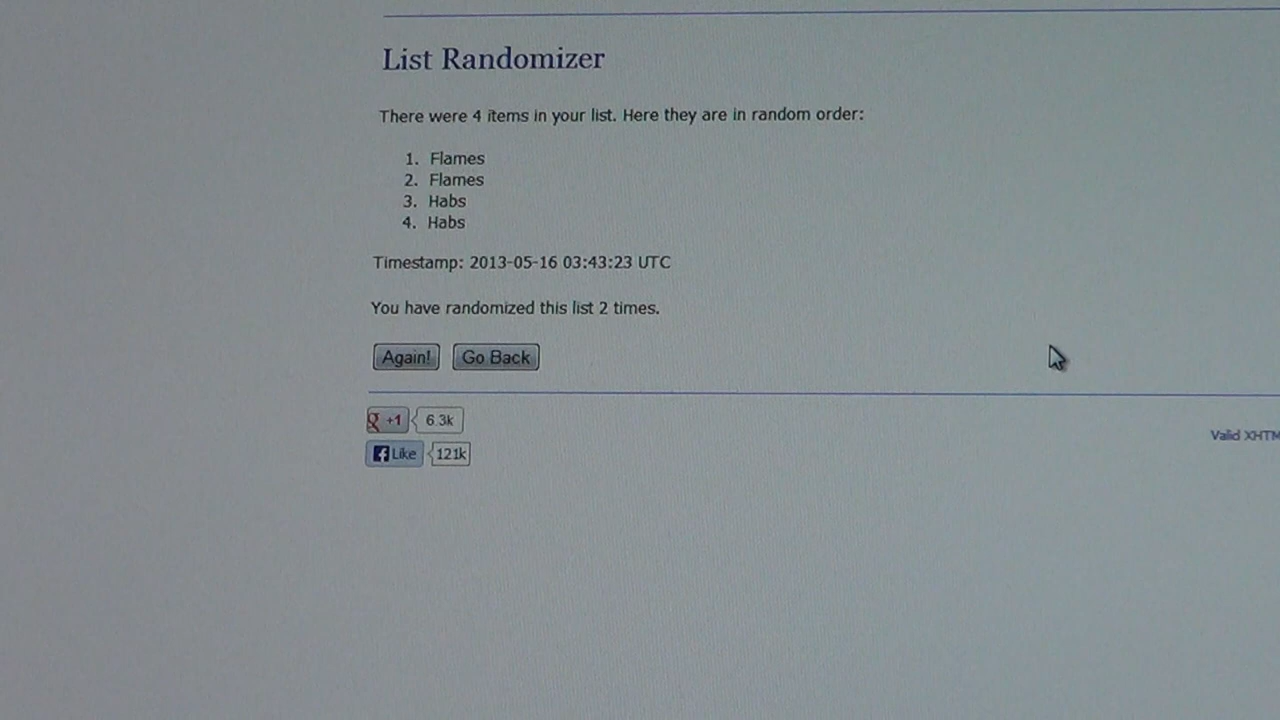 List Randomizer
There were 4 items in your list. Here they are in random order:
1. Flames
2. Flames
3. Habs
4. Habs
Timestamp: 2013-05-16 03:43:23 UTC
You have randomized this list 2 times.
Again! Go Back
g +1 6.3k
Valid XHTM
f Like 121k